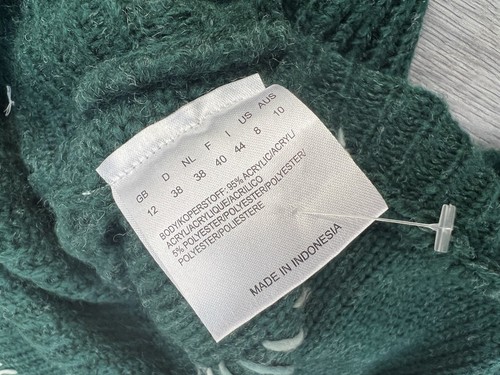 GB D NL F I US AUS
12 38 38 40 44 8 10
BODY/KOPERSTOFF: 95% ACRYLIC/ACRYL/
ACRYL/ACRYLIQUE/ACRILICO
5% POLYESTER/POLYESTER/POLYESTER/
POLYESTER/POLIESTERE
MADE IN INDONESIA